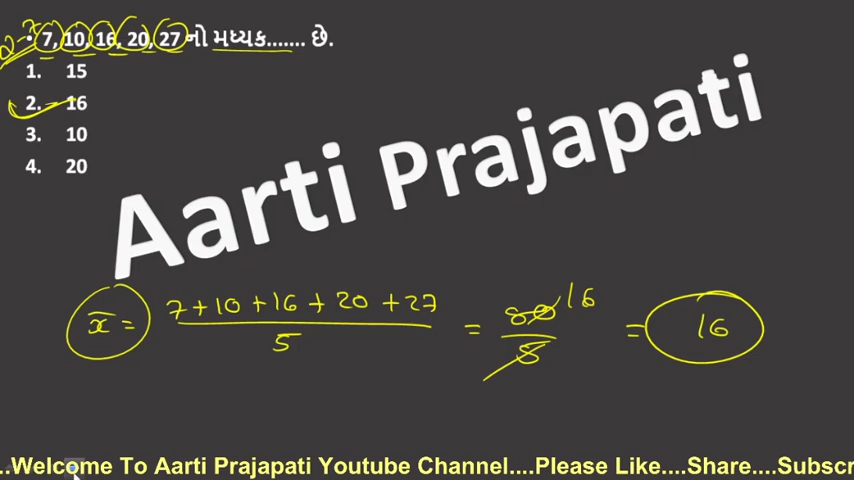 • 7, 10, 16, 20, 27 નો મધ્યક....... છે.
1. 15
2. 16
3. 10
4. 20
Aarti Prajapati
x̄ = 7+10+16+20+27 / 5 = 80 / 5 16 = 16
..Welcome To Aarti Prajapati Youtube Channel....Please Like....Share....Subscr